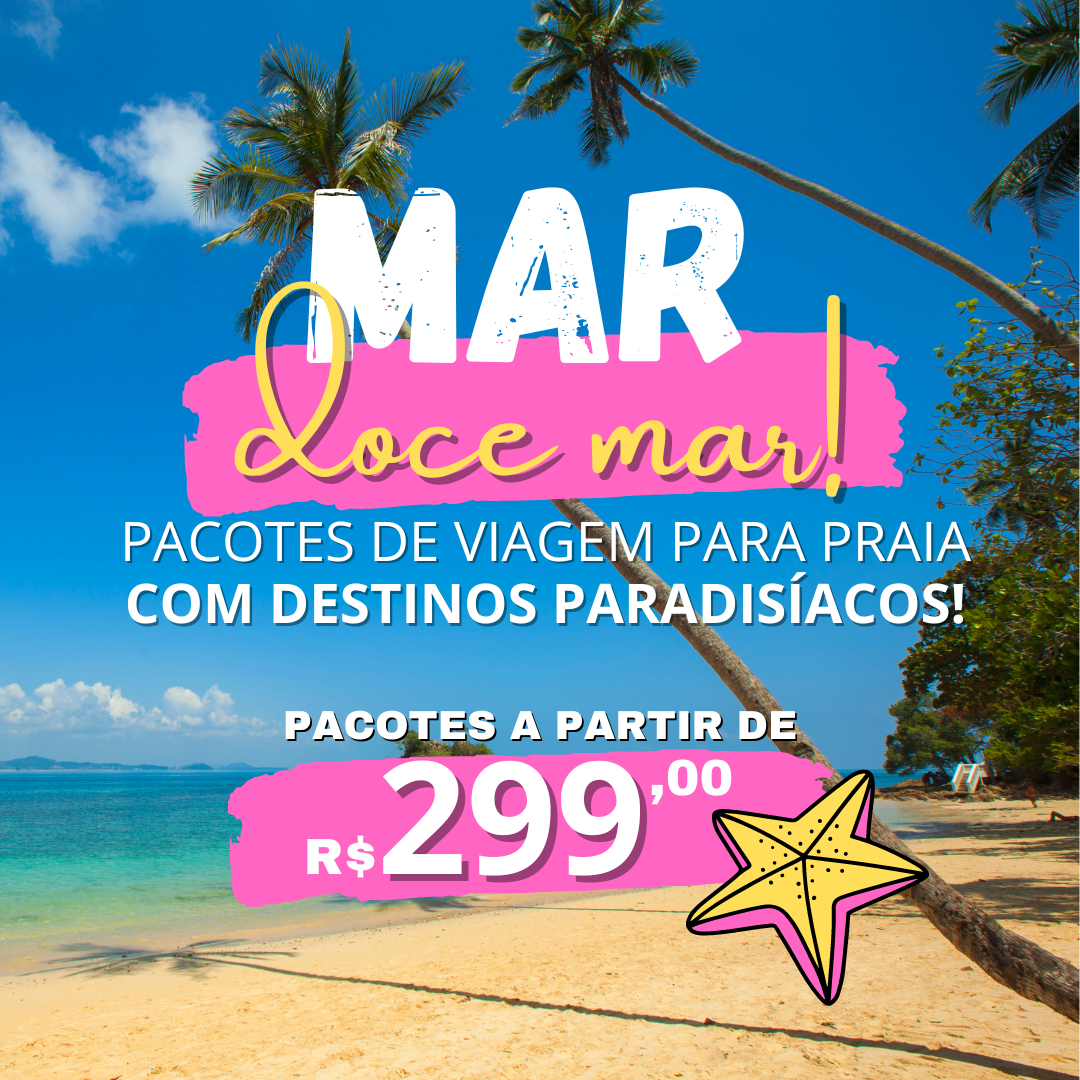 MAR
doce mar!
PACOTES DE VIAGEM PARA PRAIA
COM DESTINOS PARADISÍACOS!
PACOTES A PARTIR DE
R$299,00